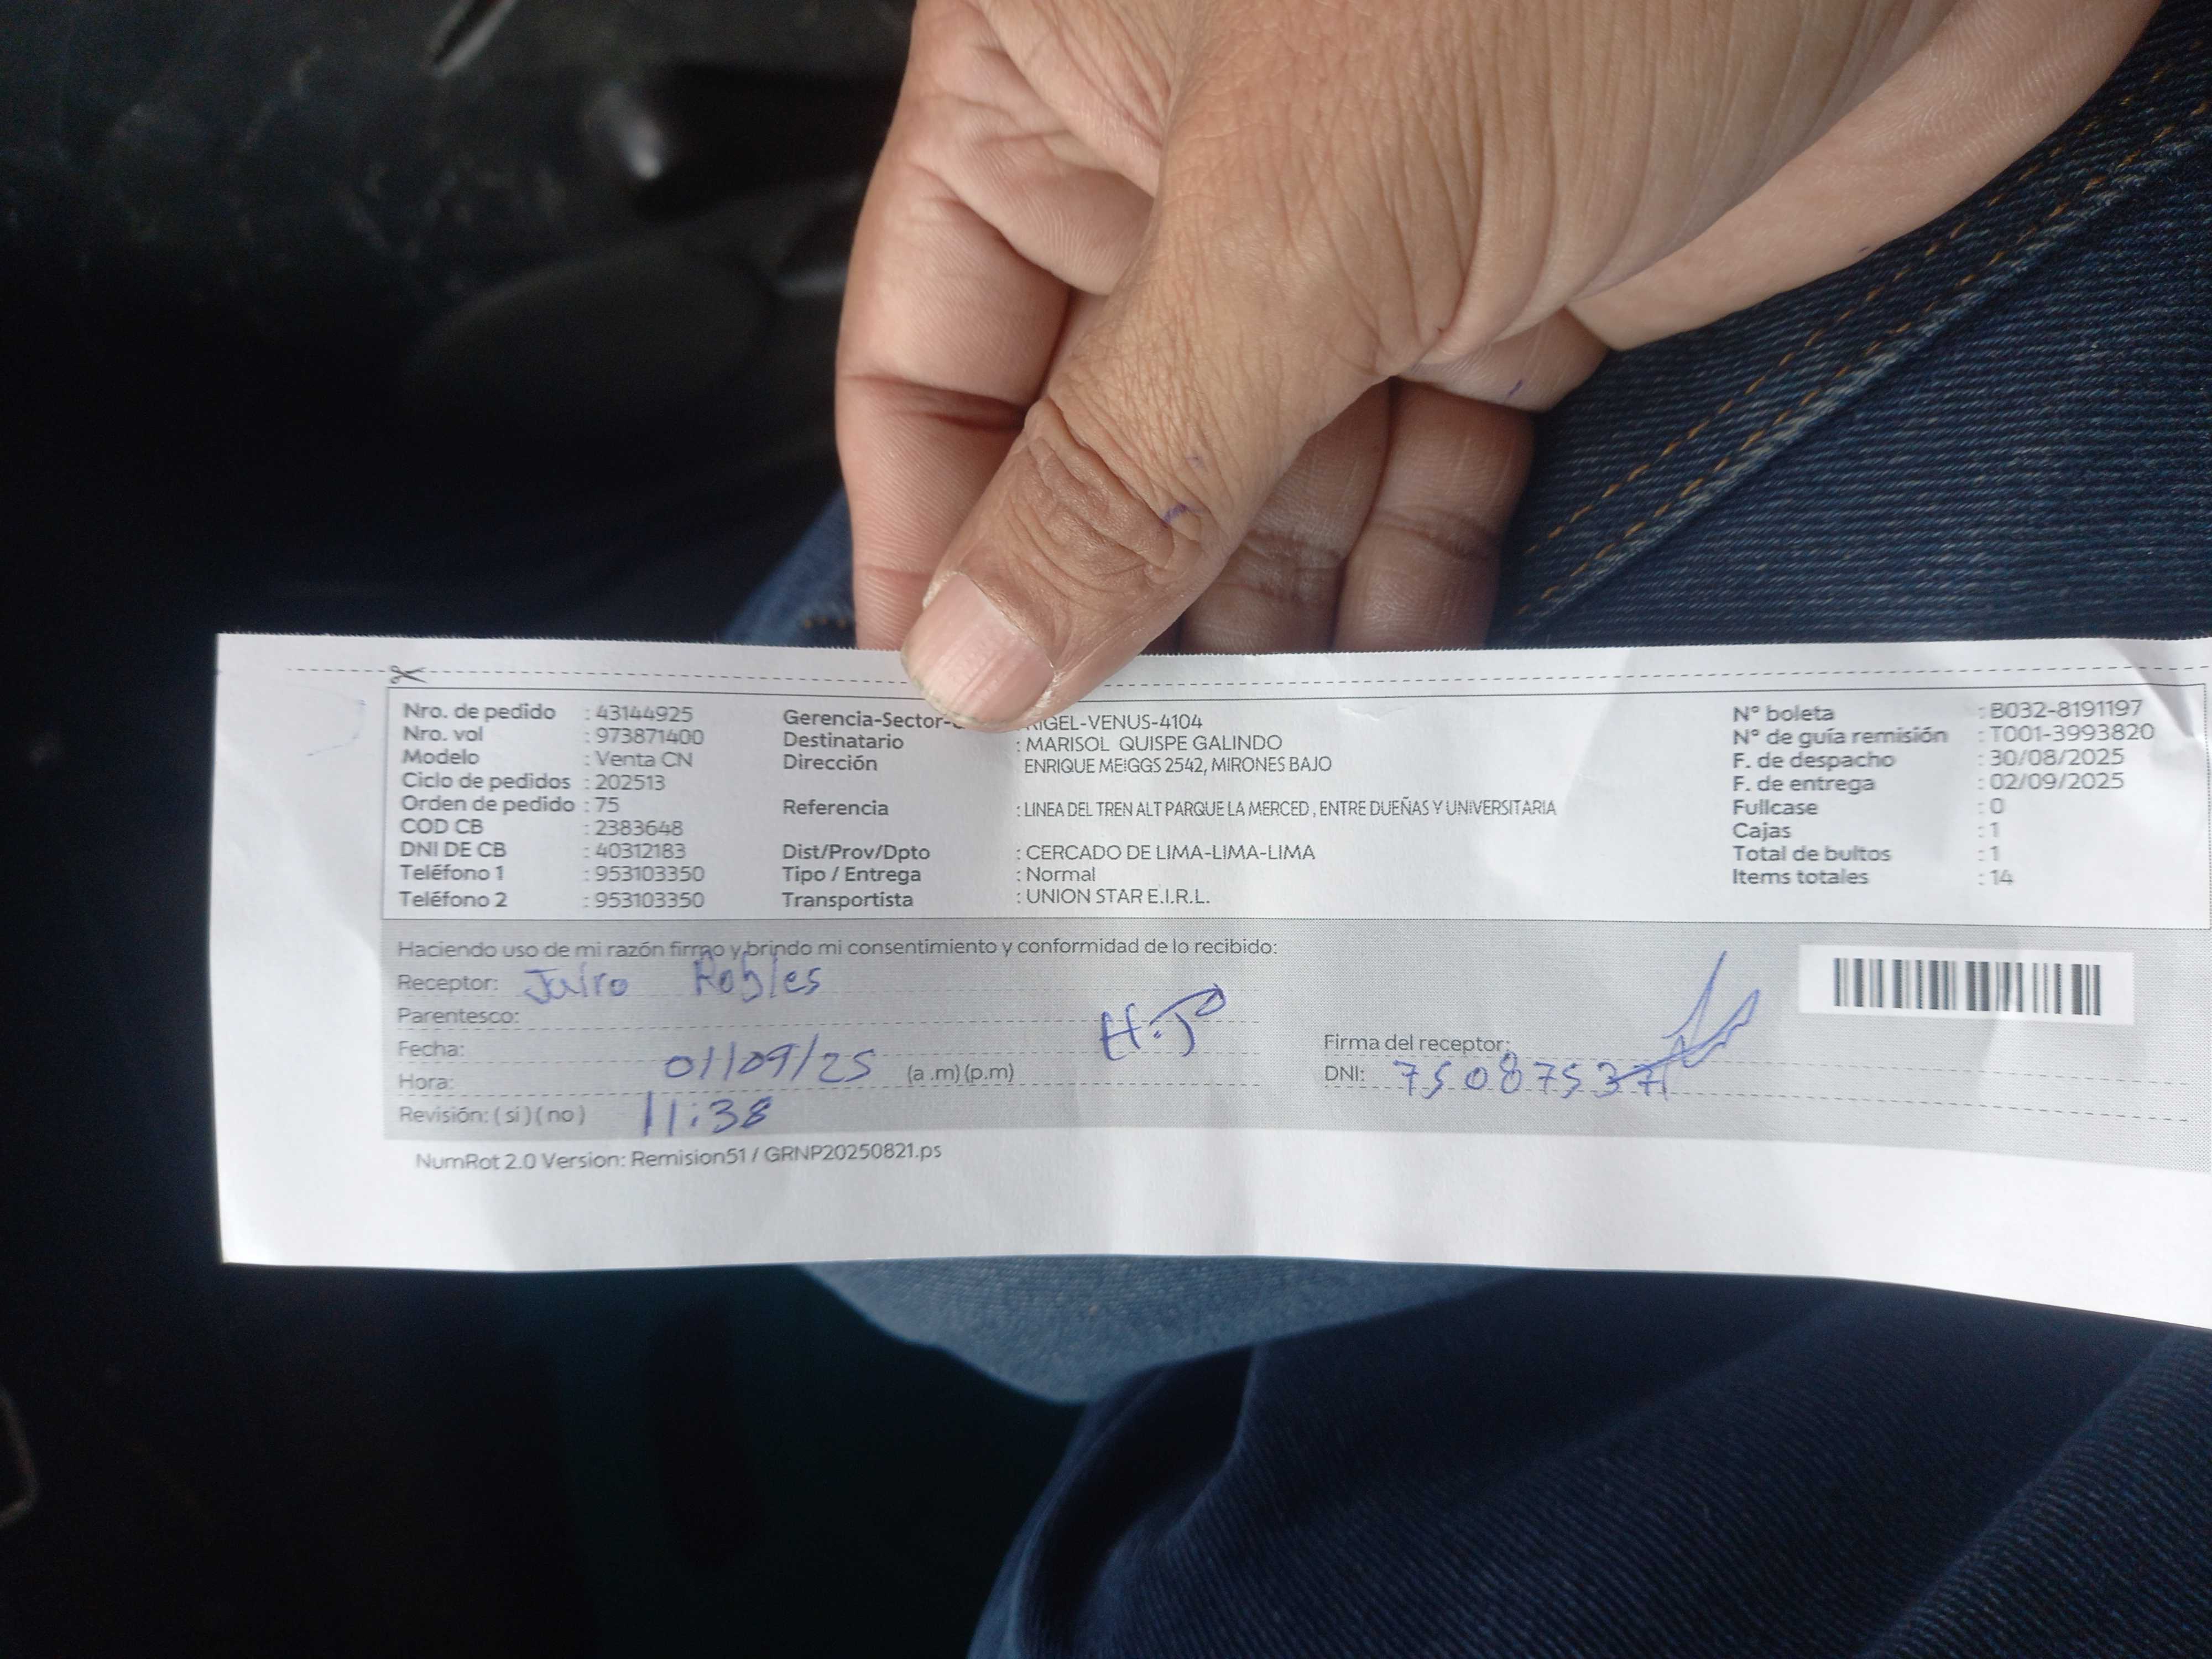 Nro. de pedido : 43144925
Nro. vol : 973871400
Modelo : Venta CN
Ciclo de pedidos : 202513
Orden de pedido : 75
COD CB : 2383648
DNI DE CB : 40312183
Teléfono 1 : 953103350
Teléfono 2 : 953103350
Gerencia-Sector- IGEL-VENUS-4104
Destinatario : MARISOL QUISPE GALINDO
Dirección ENRIQUE MEIGGS 2542, MIRONES BAJO
Referencia : LINEA DEL TREN ALT PARQUE LA MERCED , ENTRE DUEÑAS Y UNIVERSITARIA
Dist/Prov/Dpto : CERCADO DE LIMA-LIMA-LIMA
Tipo / Entrega : Normal
Transportista : UNION STAR E.I.R.L.
N° boleta : B032-8191197
N° de guía remisión : T001-3993820
F. de despacho : 30/08/2025
F. de entrega : 02/09/2025
Fullcase : 0
Cajas : 1
Total de bultos : 1
Items totales : 14
Haciendo uso de mi razón firmo y brindo mi consentimiento y conformidad de lo recibido:
Receptor: Jairo Robles
Parentesco: H.Jo
Fecha: 01/09/25
Hora: 11:38 (a .m) (p.m)
Revisión: ( si ) ( no )
Firma del receptor:
DNI: 75087537
NumRot 2.0 Version: Remision51 / GRNP20250821.ps